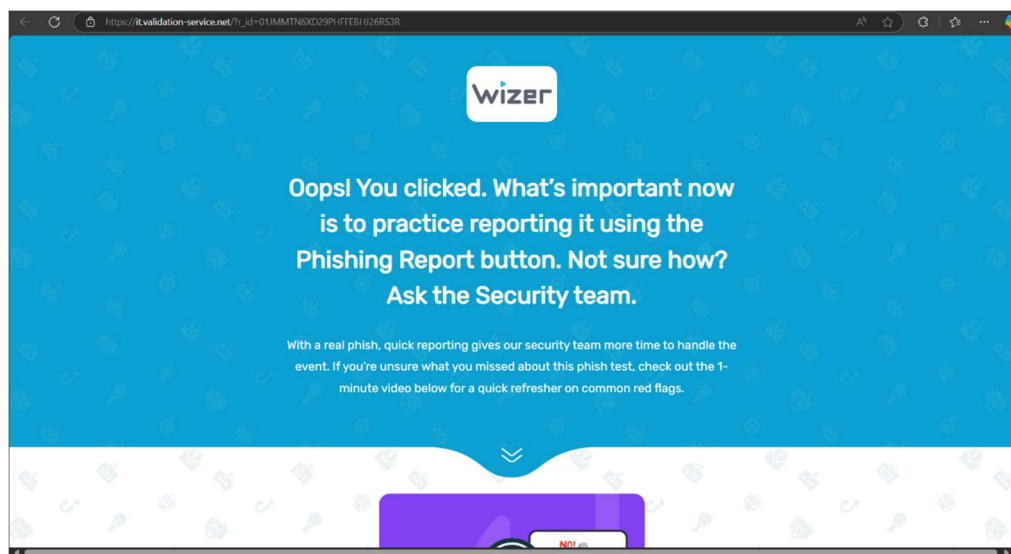 https://it.validation-service.net/?r_id=01JMMTN6XD29PHFFEBHJ26RS3R
wizer
Oops! You clicked. What's important now
is to practice reporting it using the
Phishing Report button. Not sure how?
Ask the Security team.
With a real phish, quick reporting gives our security team more time to handle the
event. If you're unsure what you missed about this phish test, check out the 1-
minute video below for a quick refresher on common red flags.
NO!